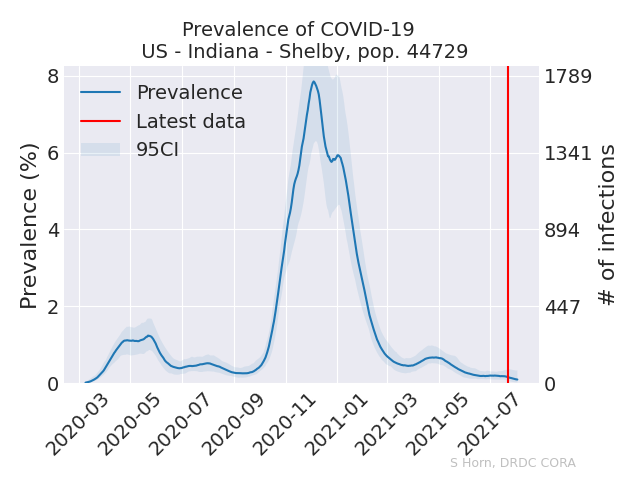 Prevalence of COVID-19
US - Indiana - Shelby, pop. 44729
Prevalence (%)
8
6
4
2
0
Prevalence
Latest data
95CI
1789
1341
894
447
0
# of infections
2020-03
2020-05
2020-07
2020-09
2020-11
2021-01
2021-03
2021-05
2021-07
S Horn, DRDC CORA